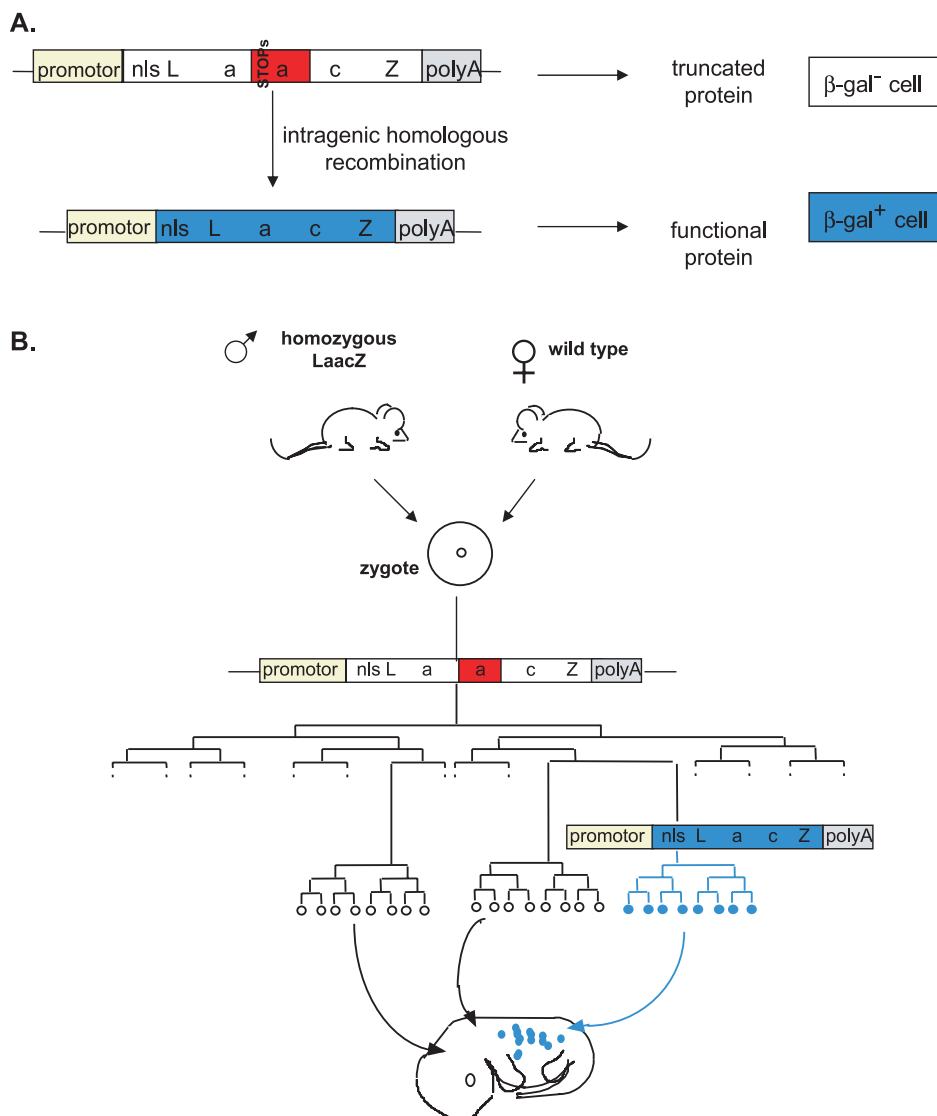 A.
promotor nls L a STOPs a c Z polyA
truncated
protein
β-gal⁻ cell
intragenic homologous
recombination
promotor nls L a c Z polyA
functional
protein
β-gal⁺ cell
B.
homozygous
LaacZ
wild type
zygote
promotor nls L a a c Z polyA
promotor nls L a c Z polyA